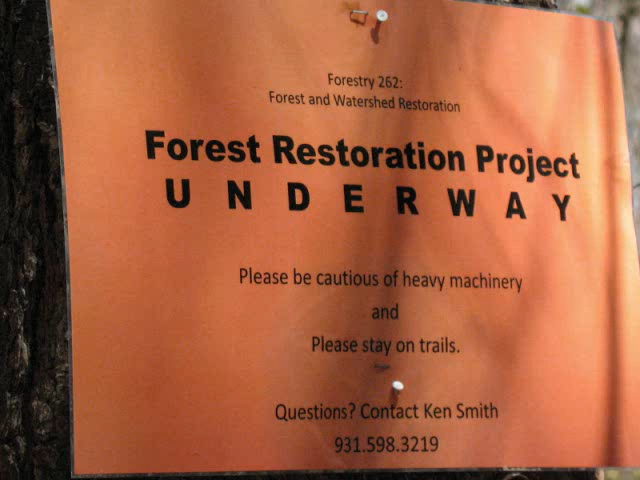 Forestry 262:
Forest and Watershed Restoration
Forest Restoration Project
UNDERWAY
Please be cautious of heavy machinery
and
Please stay on trails.
Questions? Contact Ken Smith
931.598.3219